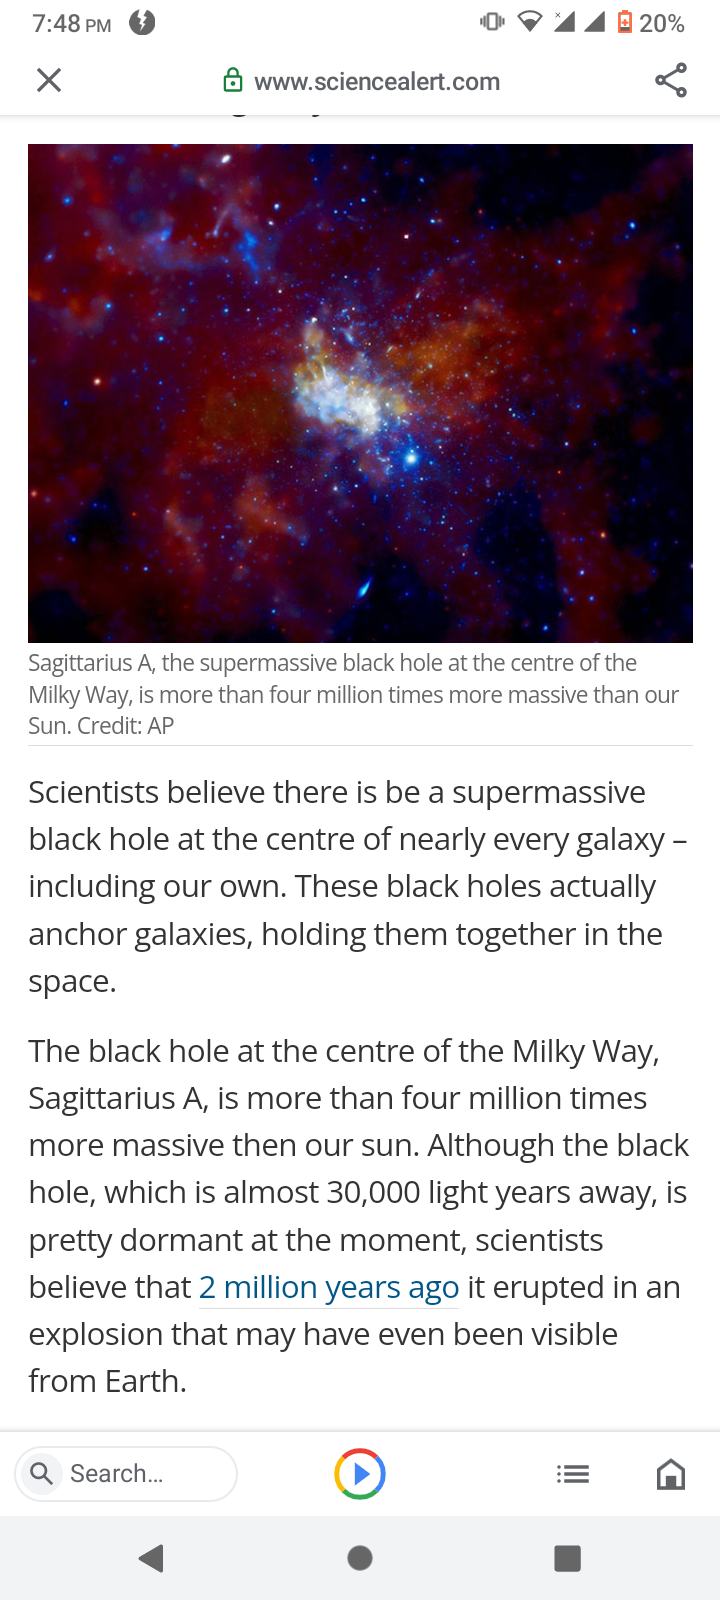 7:48 PM
20%
www.sciencealert.com
Sagittarius A, the supermassive black hole at the centre of the
Milky Way, is more than four million times more massive than our
Sun. Credit: AP
Scientists believe there is be a supermassive
black hole at the centre of nearly every galaxy –
including our own. These black holes actually
anchor galaxies, holding them together in the
space.
The black hole at the centre of the Milky Way,
Sagittarius A, is more than four million times
more massive then our sun. Although the black
hole, which is almost 30,000 light years away, is
pretty dormant at the moment, scientists
believe that 2 million years ago it erupted in an
explosion that may have even been visible
from Earth.
Search...